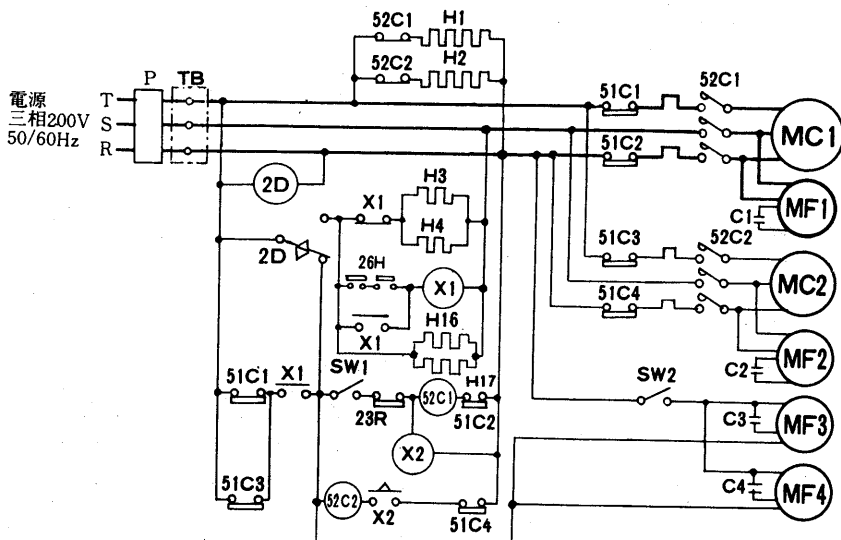 52C1 H1
52C2 H2
P TB
電源
三相200V
50/60Hz
T
S
R
51C1 52C1
MC1
51C2
2D
H3
X1
H4
C1
MF1
2D
26H
X1
51C3 52C2
MC2
51C4
X1
H16
C2
MF2
51C1 X1 SW1
23R
52C1
H17
51C2
SW2
X2
C3
MF3
51C3
52C2
X2
51C4
C4
MF4